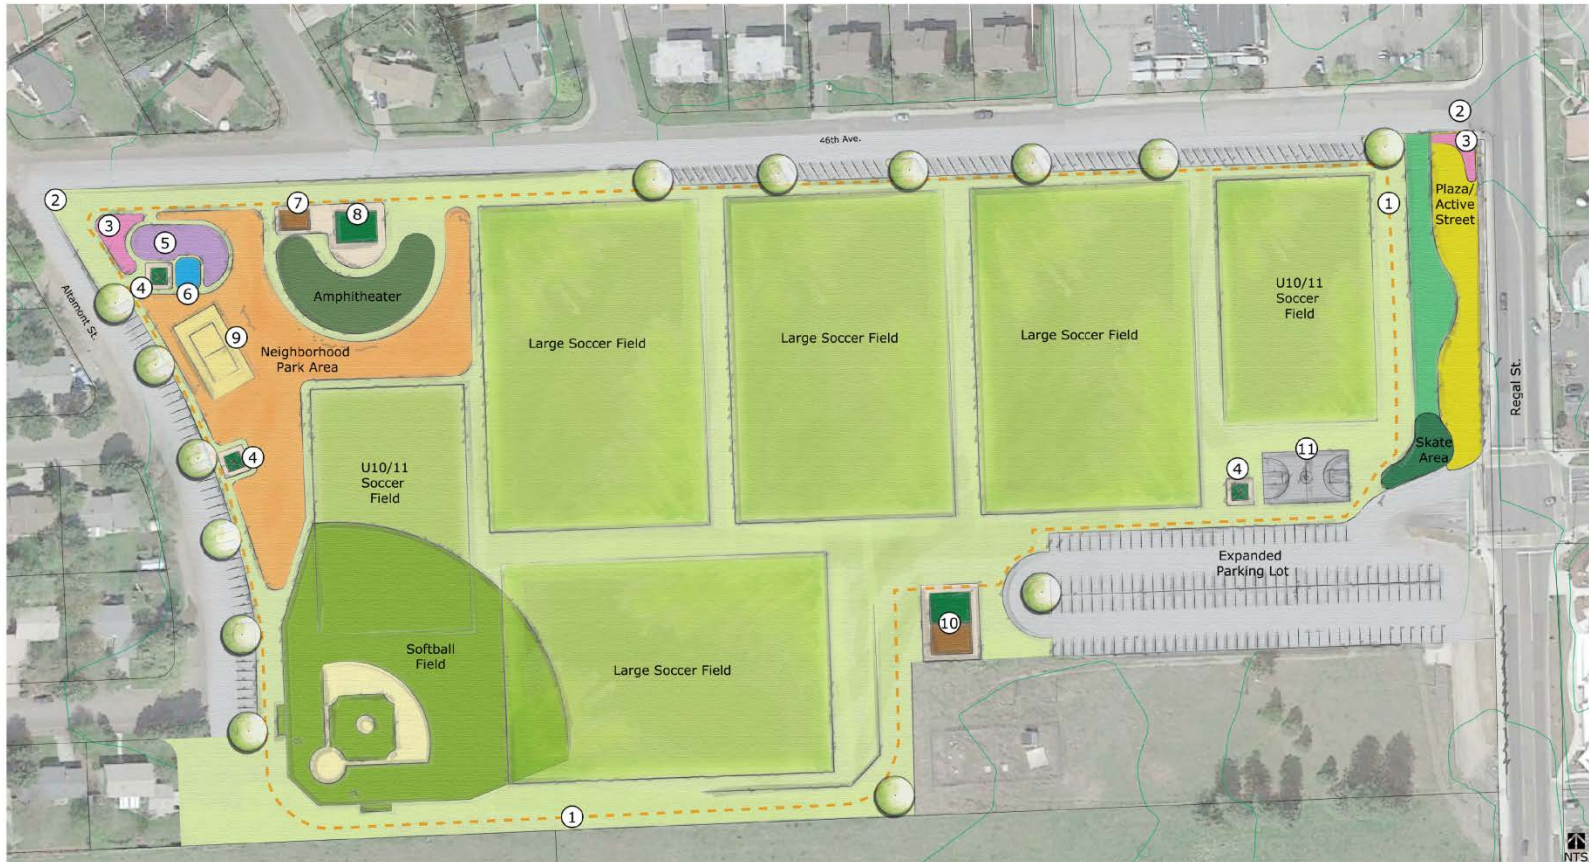 46th Ave.
2
3
Plaza/
Active
Street
2
3
5
7
8
1
4
6
Amphitheater
Altamont St.
9
Neighborhood
Park Area
Large Soccer Field
Large Soccer Field
Large Soccer Field
U10/11
Soccer
Field
Regal St.
4
U10/11
Soccer
Field
4
11
Skate
Area
Expanded
Parking Lot
10
Softball
Field
Large Soccer Field
1
NTS